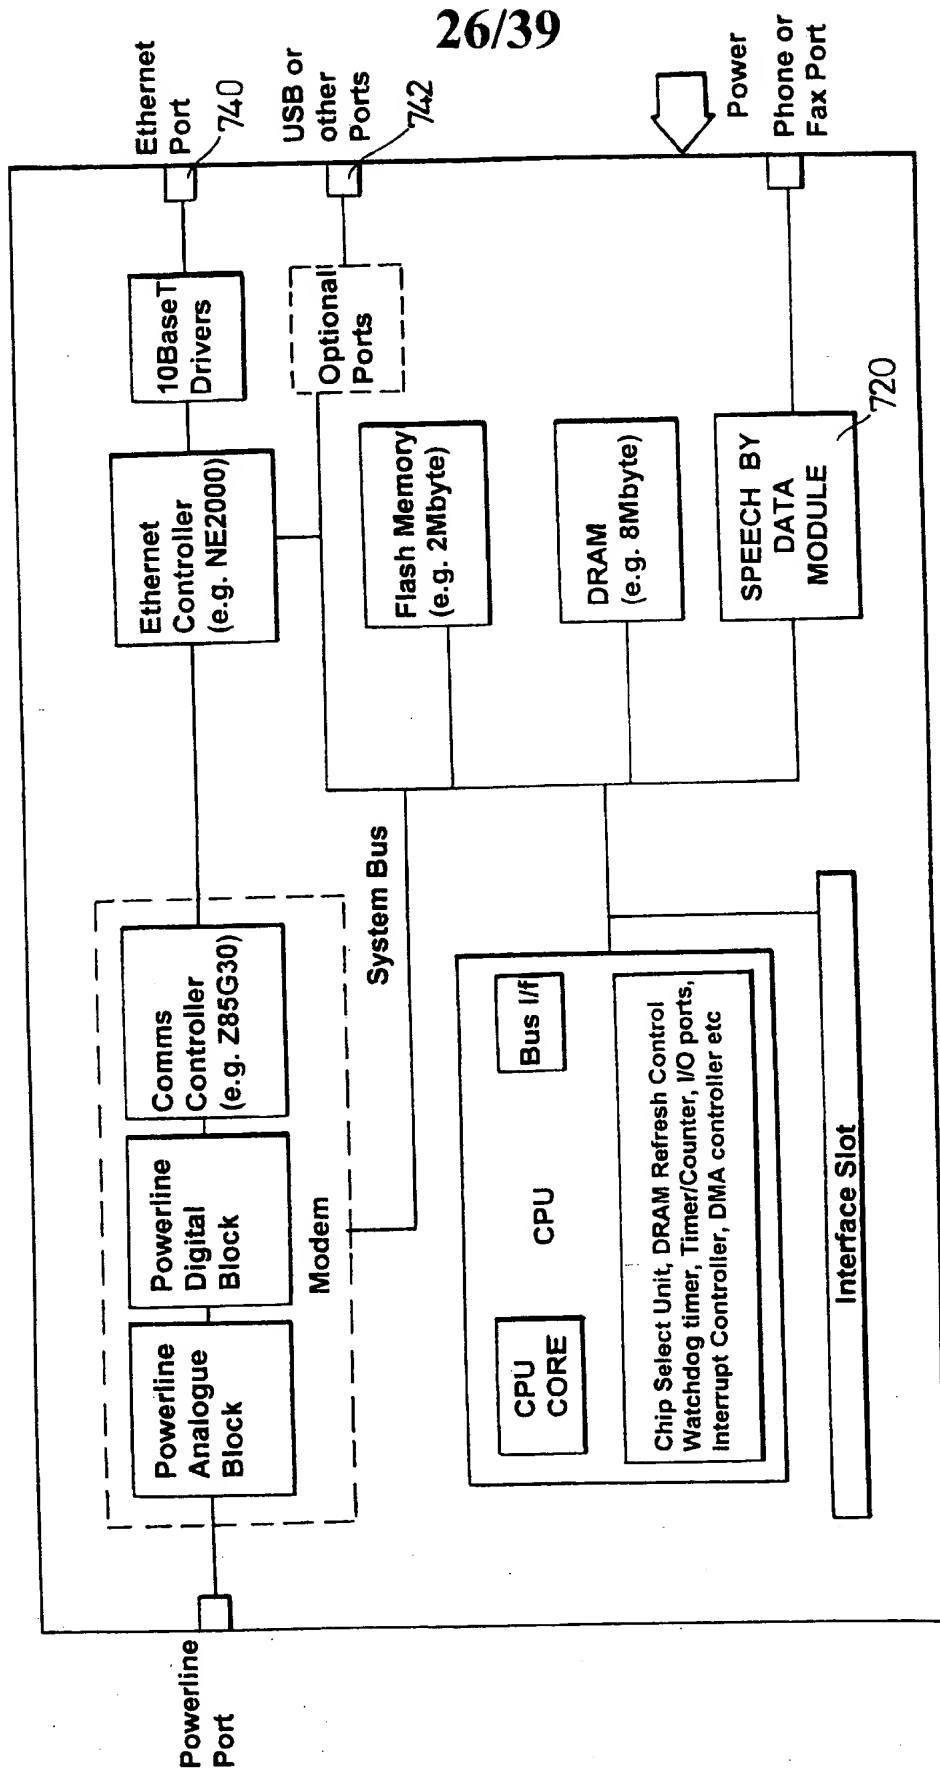 26/39
Powerline
Port
Powerline
Analogue
Block
Powerline
Digital
Block
Comms
Controller
(e.g. Z85G30)
Modem
System Bus
Ethernet
Controller
(e.g. NE2000)
10BaseT
Drivers
Ethernet
Port
740
USB or
other
Ports
742
Optional
Ports
Flash Memory
(e.g. 2Mbyte)
DRAM
(e.g. 8Mbyte)
SPEECH BY
DATA
MODULE
720
Power
Phone or
Fax Port
CPU
CORE
CPU
Bus I/f
Chip Select Unit, DRAM Refresh Control
Watchdog timer, Timer/Counter, I/O ports,
Interrupt Controller, DMA controller etc
Interface Slot